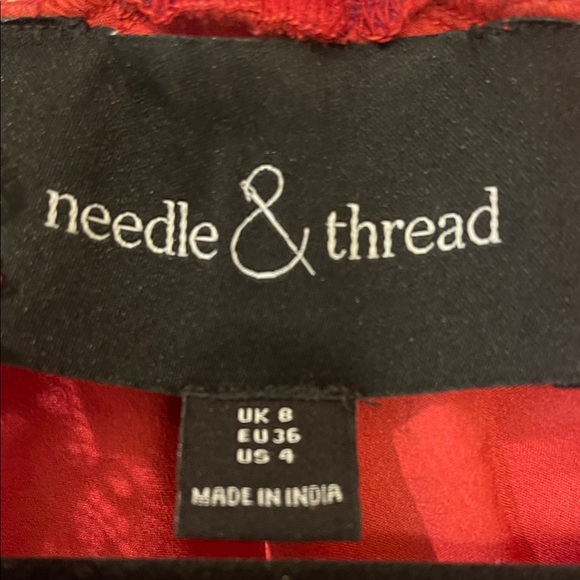 needle & thread
UK 8
EU 36
US 4
MADE IN INDIA